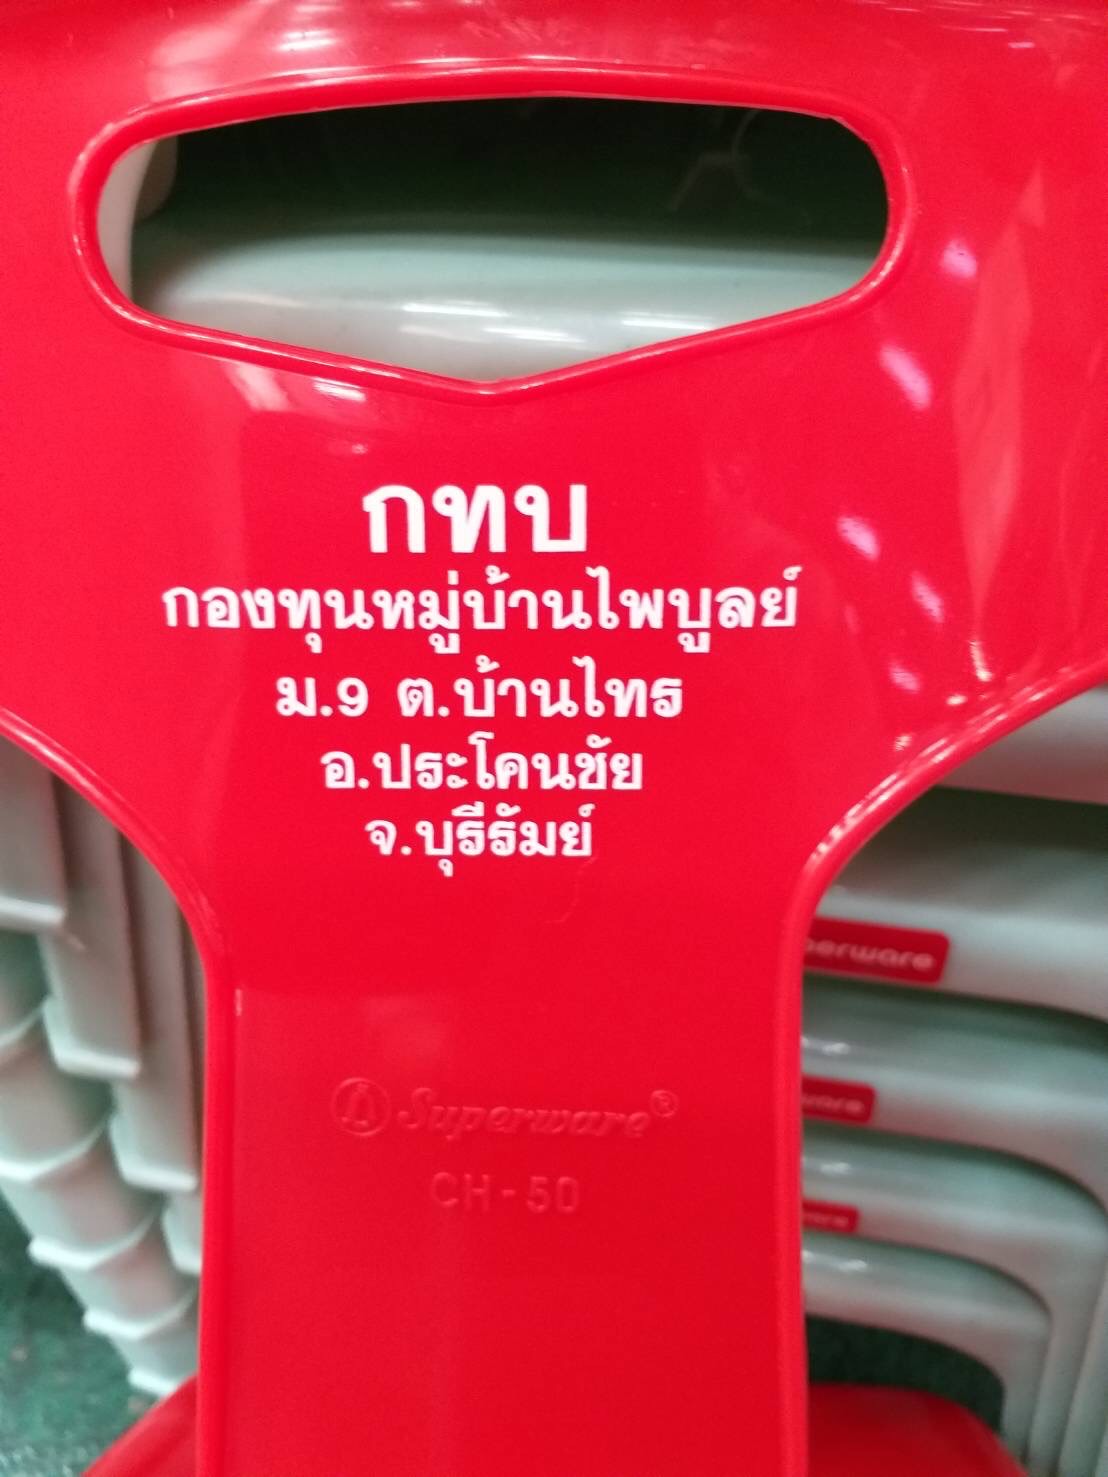 กทบ
กองทุนหมู่บ้านไพบูลย์
ม.9 ต.บ้านไทร
อ.ประโคนชัย
จ.บุรีรัมย์
Superware®
CH-50
perware
ware